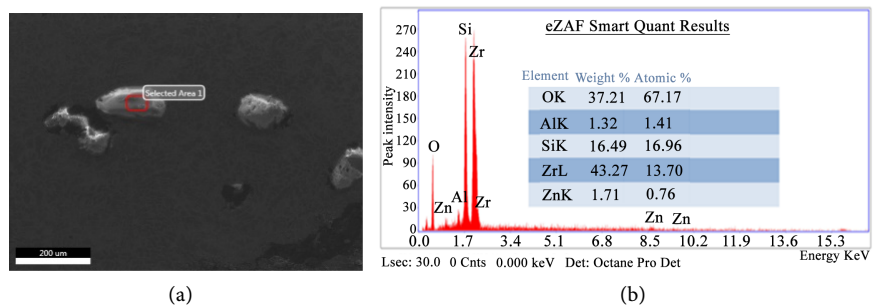 Selected Area 1
200 um
(a)
eZAF Smart Quant Results
Element Weight % Atomic %
OK 37.21 67.17
AlK 1.32 1.41
SiK 16.49 16.96
ZrL 43.27 13.70
ZnK 1.71 0.76
Peak intensity
270
240
210
180
150
120
90
60
30
0
Si
Zr
O
Zn
Al
Zr
Zn
Zn
0.0 1.7 3.4 5.1 6.8 8.5 10.2 11.9 13.6 15.3
Energy KeV
Lsec: 30.0 0 Cnts 0.000 keV Det: Octane Pro Det
(b)